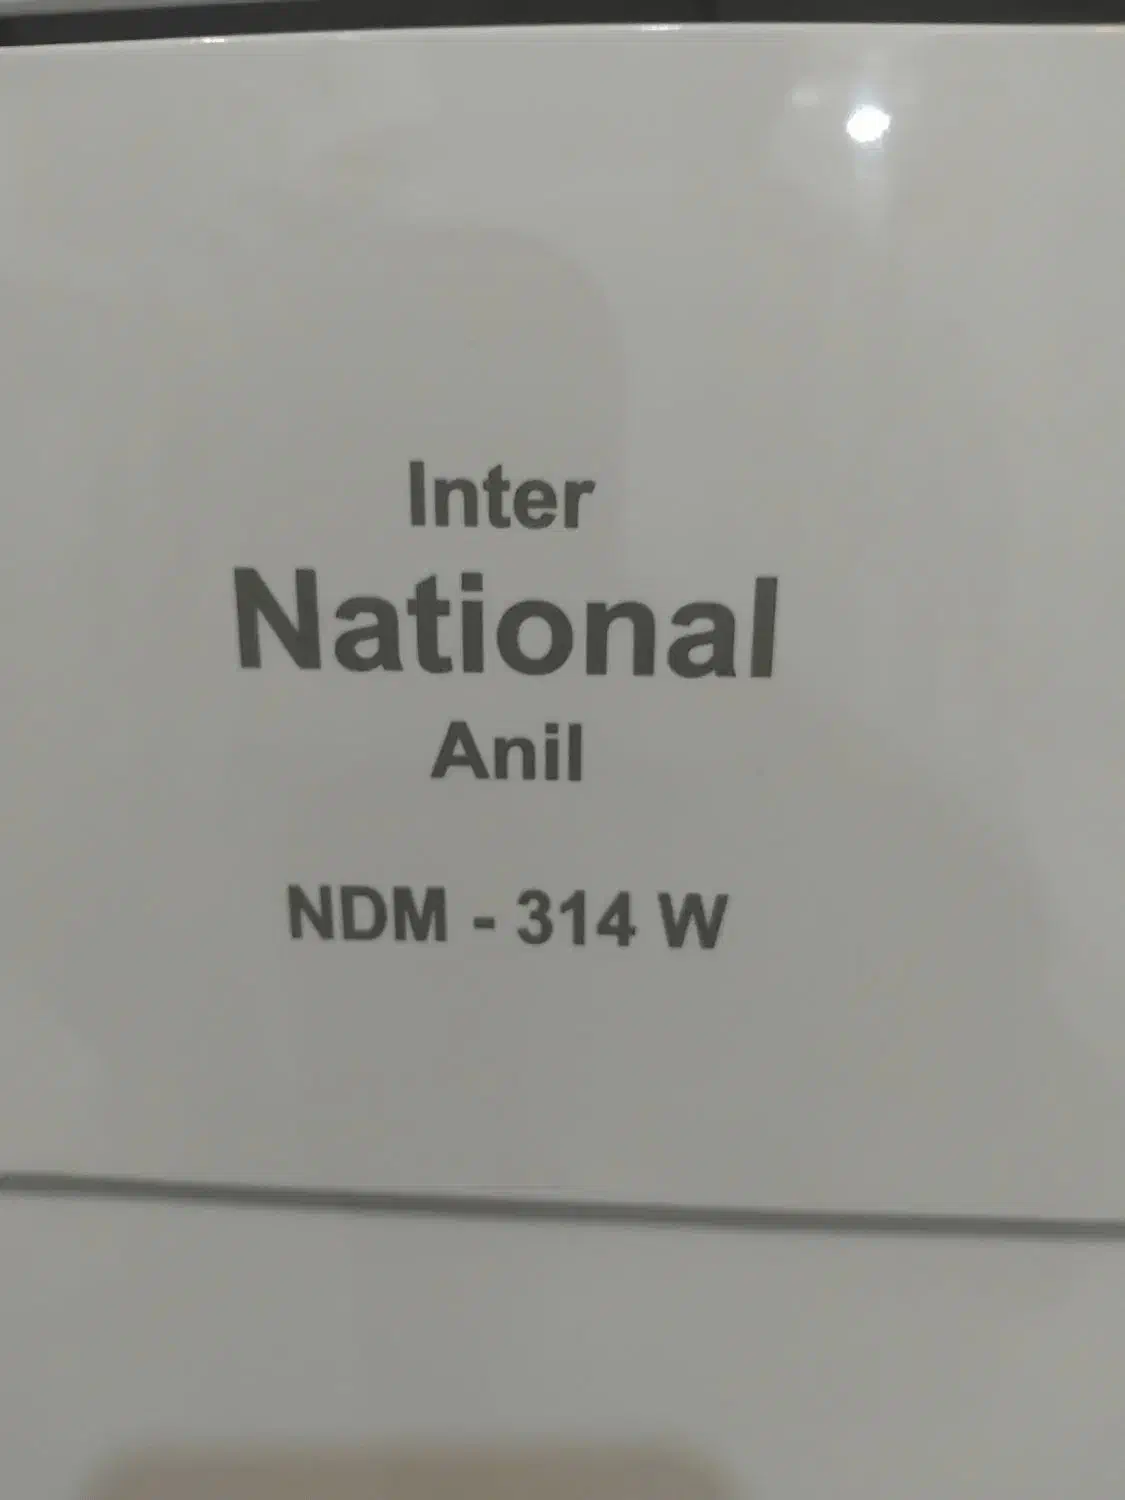 Inter
National
Anil
NDM - 314 W